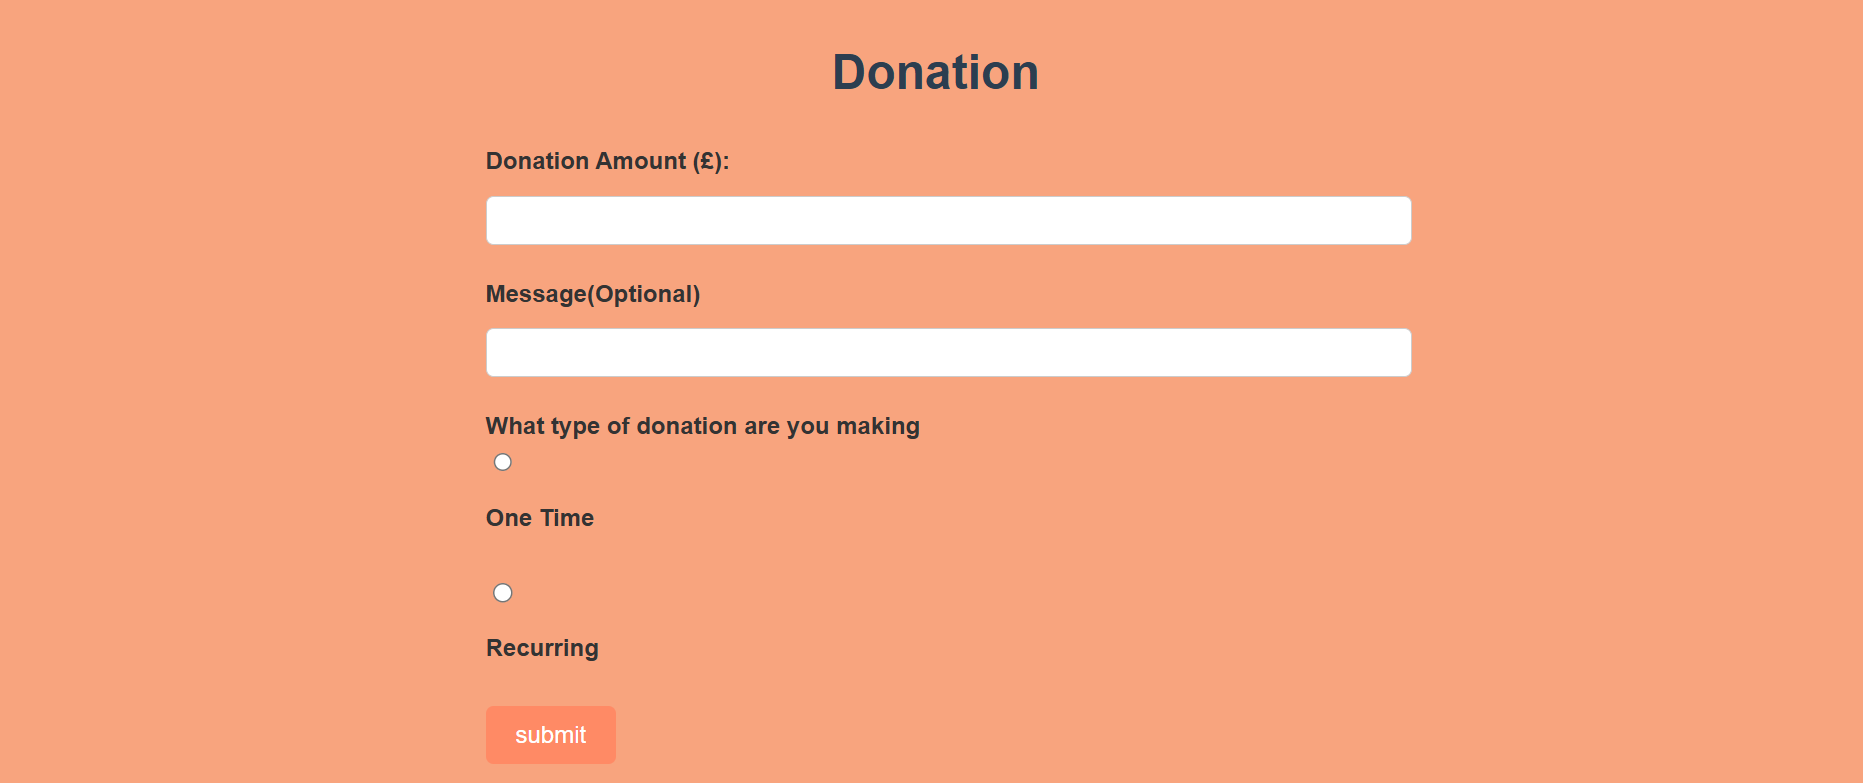 Donation
Donation Amount (£):
Message(Optional)
What type of donation are you making
One Time
Recurring
submit